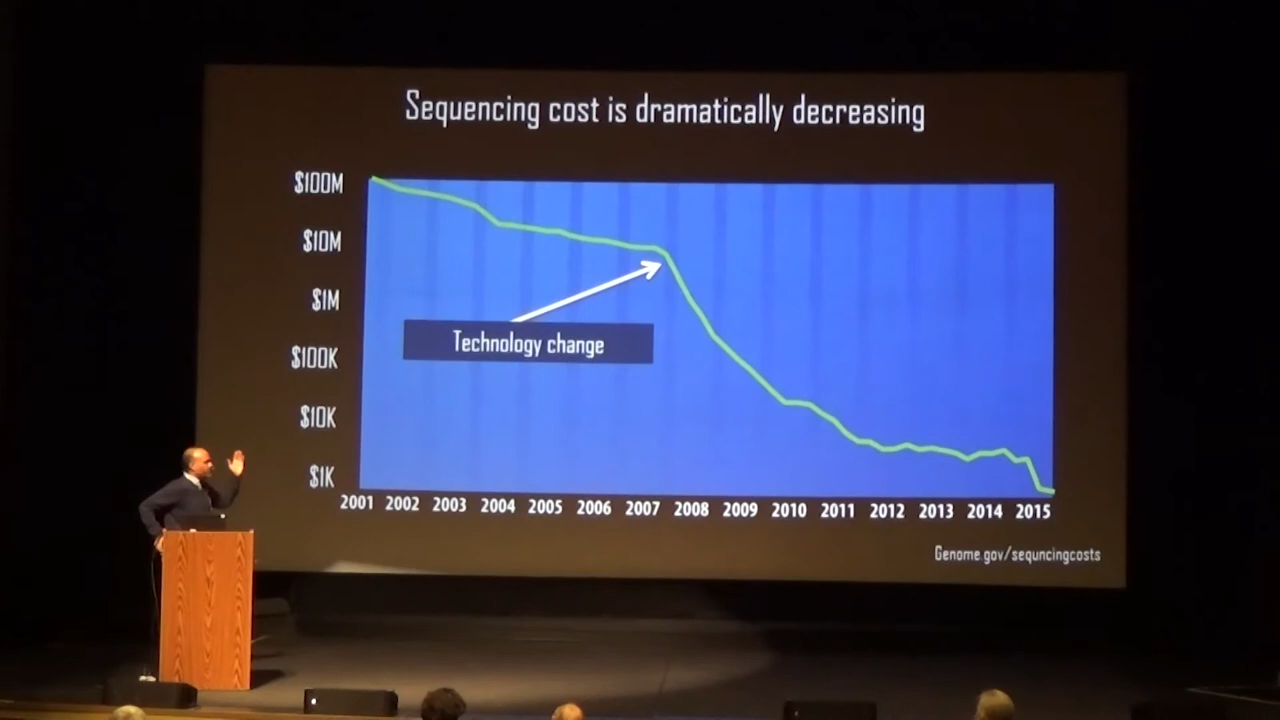 Sequencing cost is dramatically decreasing
$100M
$10M
$1M
$100K
$10K
$1K
Technology change
2001 2002 2003 2004 2005 2006 2007 2008 2009 2010 2011 2012 2013 2014 2015
Genome.gov/sequncingcosts